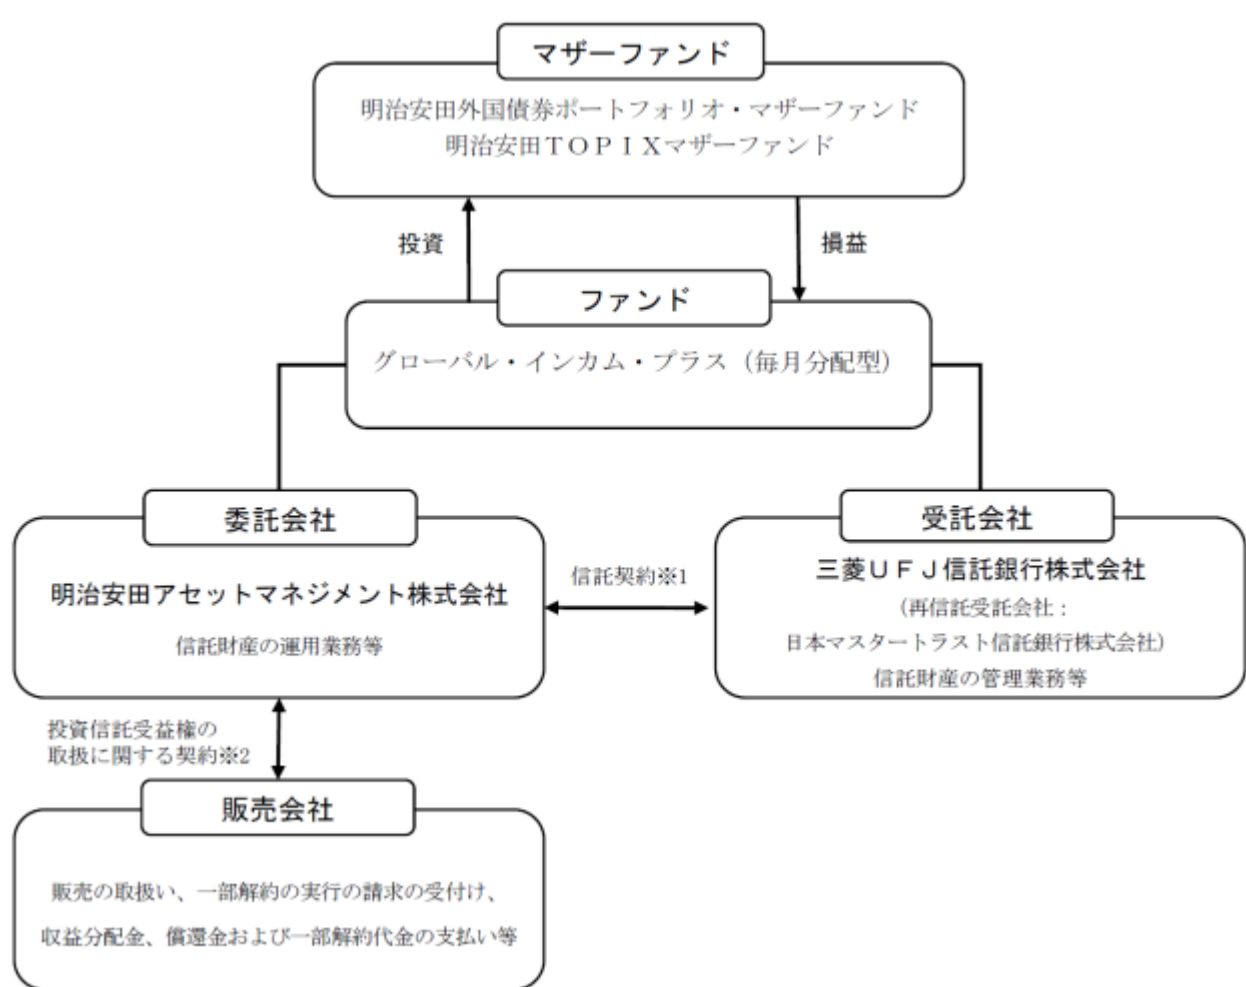 マザーファンド
明治安田外国債券ポートフォリオ・マザーファンド
明治安田ＴＯＰＩＸマザーファンド
投資
損益
ファンド
グローバル・インカム・プラス（毎月分配型）
委託会社
明治安田アセットマネジメント株式会社
信託財産の運用業務等
信託契約※1
受託会社
三菱ＵＦＪ信託銀行株式会社
（再信託受託会社：
日本マスタートラスト信託銀行株式会社）
信託財産の管理業務等
投資信託受益権の
取扱に関する契約※2
販売会社
販売の取扱い、一部解約の実行の請求の受付け、
収益分配金、償還金および一部解約代金の支払い等